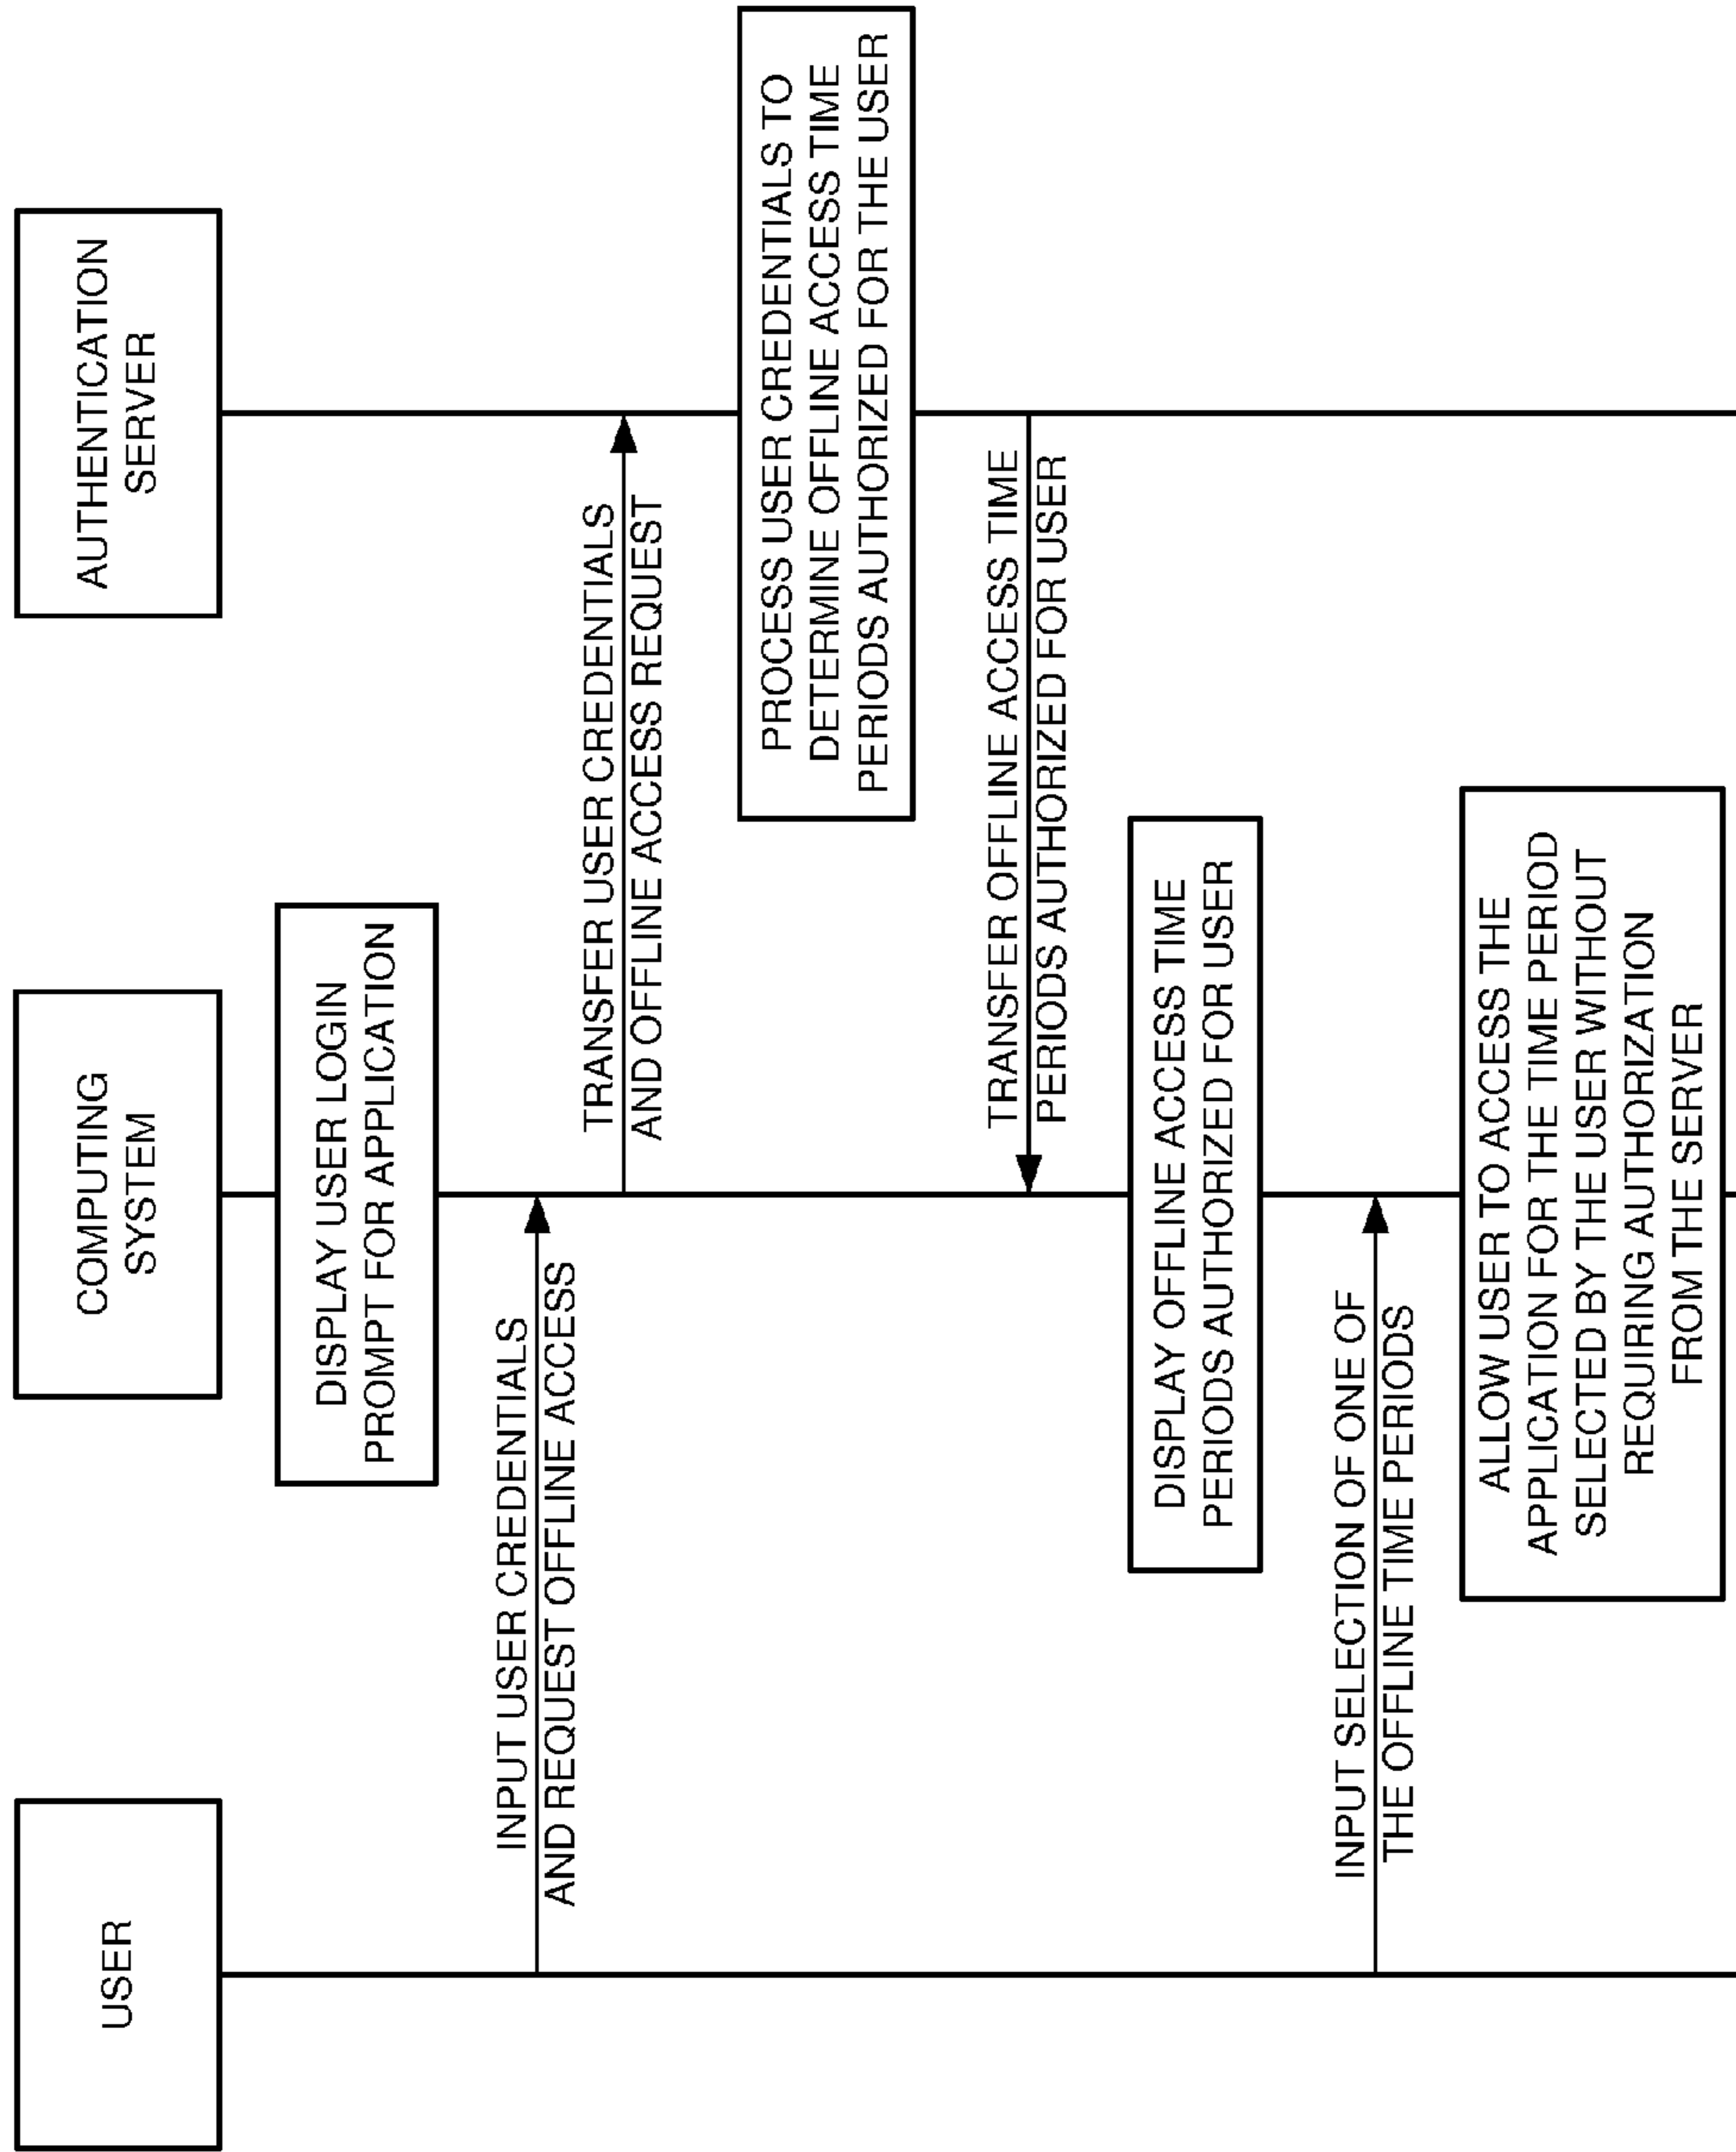 USER
COMPUTING
SYSTEM
AUTHENTICATION
SERVER
DISPLAY USER LOGIN
PROMPT FOR APPLICATION
INPUT USER CREDENTIALS
AND REQUEST OFFLINE ACCESS
TRANSFER USER CREDENTIALS
AND OFFLINE ACCESS REQUEST
PROCESS USER CREDENTIALS TO
DETERMINE OFFLINE ACCESS TIME
PERIODS AUTHORIZED FOR THE USER
TRANSFER OFFLINE ACCESS TIME
PERIODS AUTHORIZED FOR USER
DISPLAY OFFLINE ACCESS TIME
PERIODS AUTHORIZED FOR USER
INPUT SELECTION OF ONE OF
THE OFFLINE TIME PERIODS
ALLOW USER TO ACCESS THE
APPLICATION FOR THE TIME PERIOD
SELECTED BY THE USER WITHOUT
REQUIRING AUTHORIZATION
FROM THE SERVER